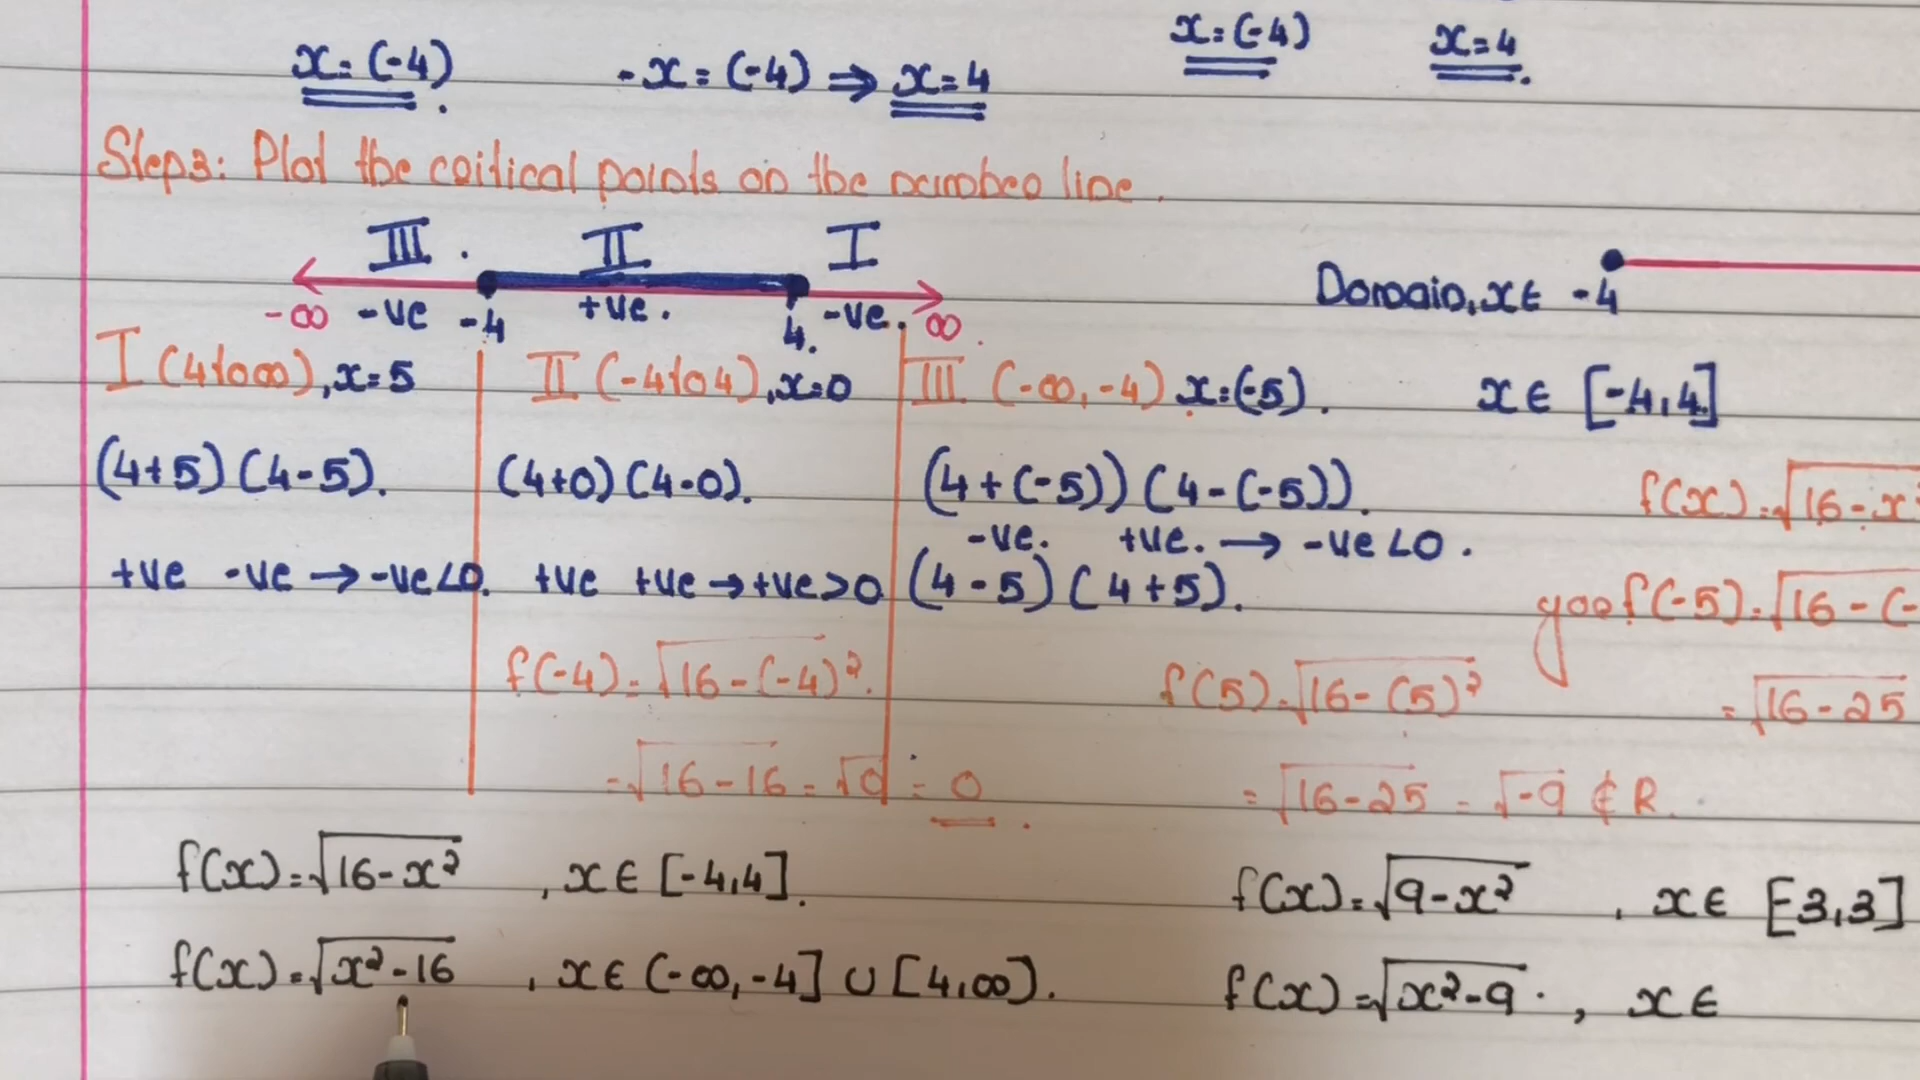 x=(-4). -x=(-4) ⇒ x=4 x=(-4) x=4.
Step3: Plot the critical points on the number line.
III . II I
-∞ -ve -4 +ve. 4. -ve. ∞
Domain, x∈ -4
I (4 to ∞), x=5 II (-4 to 4), x=0 III (-∞,-4) x=(-5). x∈ [-4,4]
(4+5)(4-5). (4+0)(4-0). (4+(-5))(4-(-5)). f(x)=√16-x²
-ve. +ve. → -ve<0.
+ve -ve → -ve<0. +ve +ve → +ve>0 (4-5)(4+5). f(-5)=√16-(-
f(-4)=√16-(-4)². f(5)=√16-(5)² =√16-25
=√16-16=√0=0. =√16-25=√-9 ∉ R.
f(x)=√16-x² , x∈[-4,4]. f(x)=√9-x² , x∈ [-3,3]
f(x)=√x²-16 , x∈(-∞,-4] ∪ [4,∞). f(x)=√x²-9. , x∈